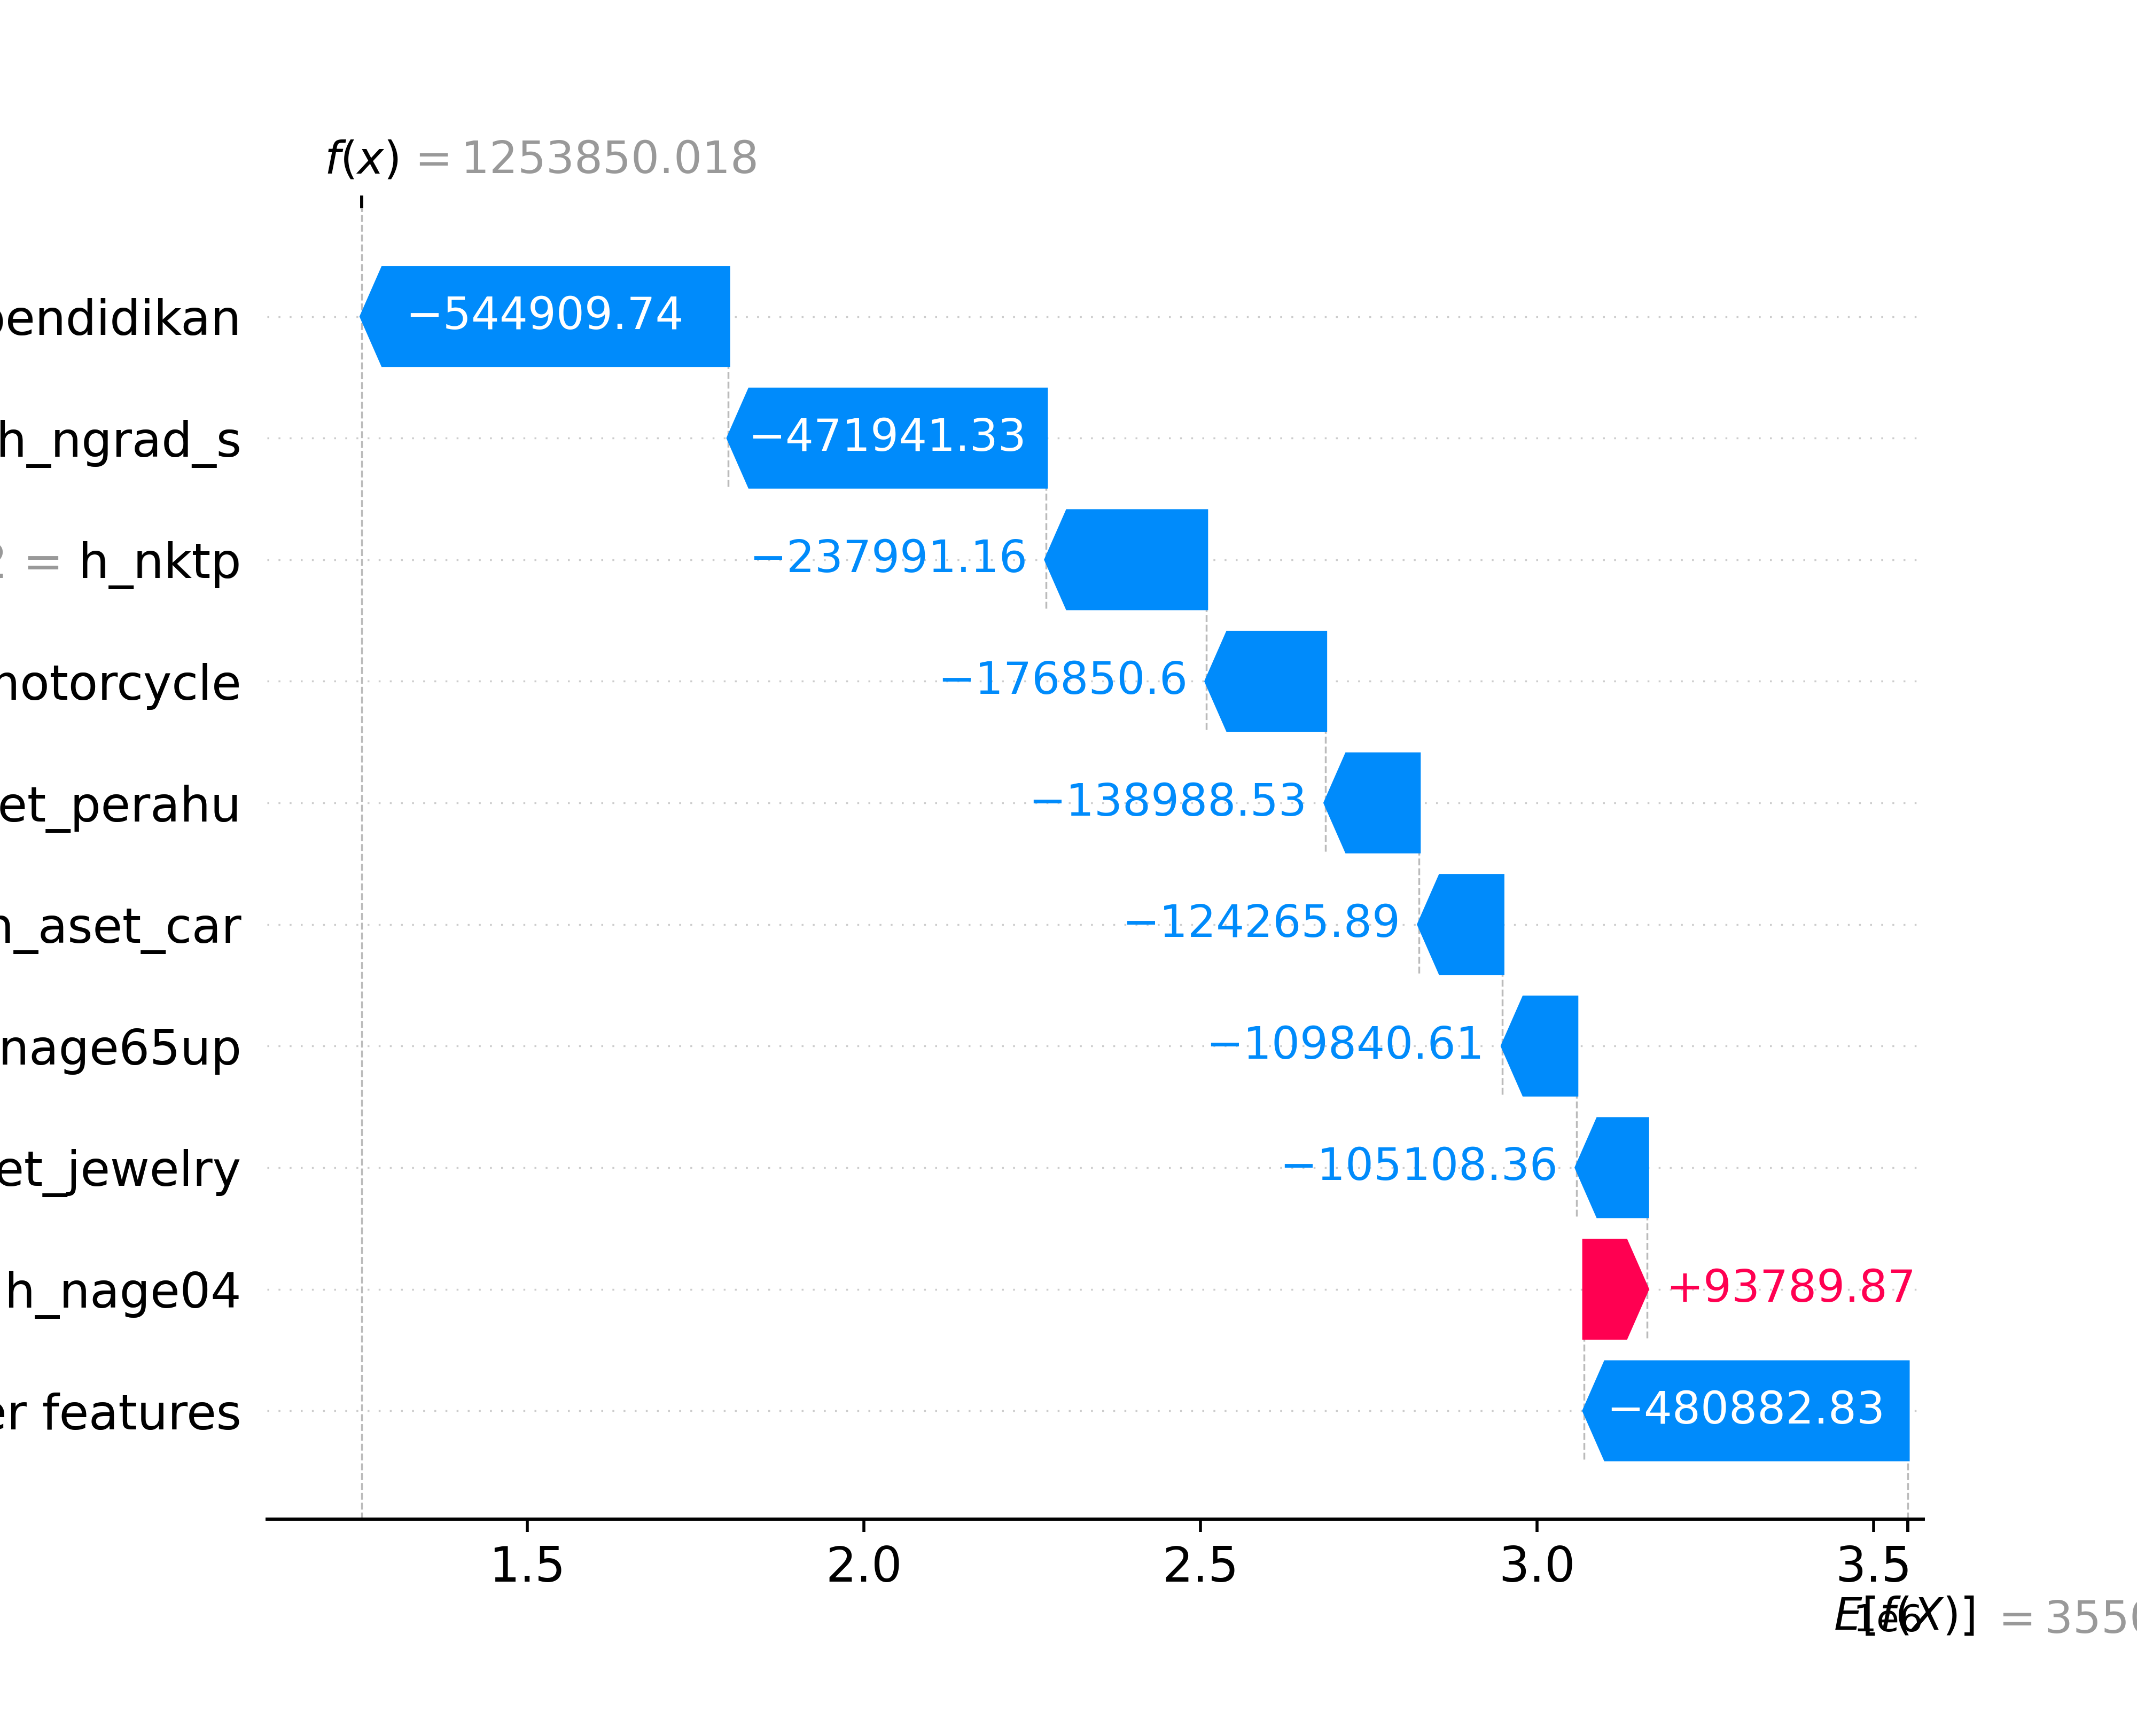 f(x) = 1253850.018
pendidikan −544909.74
h_ngrad_s −471941.33
= h_nktp −237991.16
motorcycle −176850.6
et_perahu −138988.53
h_aset_car −124265.89
nage65up −109840.61
et_jewelry −105108.36
h_nage04 +93789.87
er features −480882.83
1.5 2.0 2.5 3.0 3.5
1e6
E[f(X)] = 3550